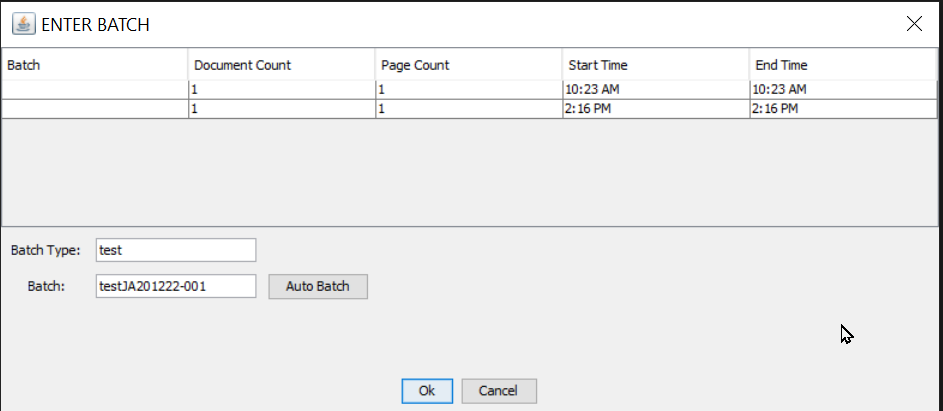 ENTER BATCH
Batch Document Count Page Count Start Time End Time
1 1 10:23 AM 10:23 AM
1 1 2:16 PM 2:16 PM
Batch Type: test
Batch: testJA201222-001 Auto Batch
Ok Cancel